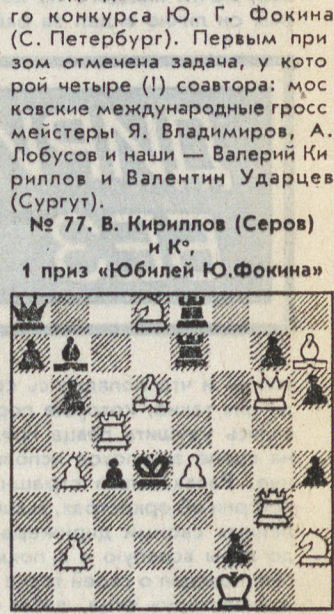 го конкурса Ю. Г. Фокина
(С. Петербург). Первым при
зом отмечена задача, у кото
рой четыре (!) соавтора: мос
ковские международные гросс
мейстеры Я. Владимиров, А.
Лобусов и наши — Валерий Ки
риллов и Валентин Ударцев
(Сургут).
№ 77. В. Кириллов (Серов)
и К°,
1 приз «Юбилей Ю.Фокина»